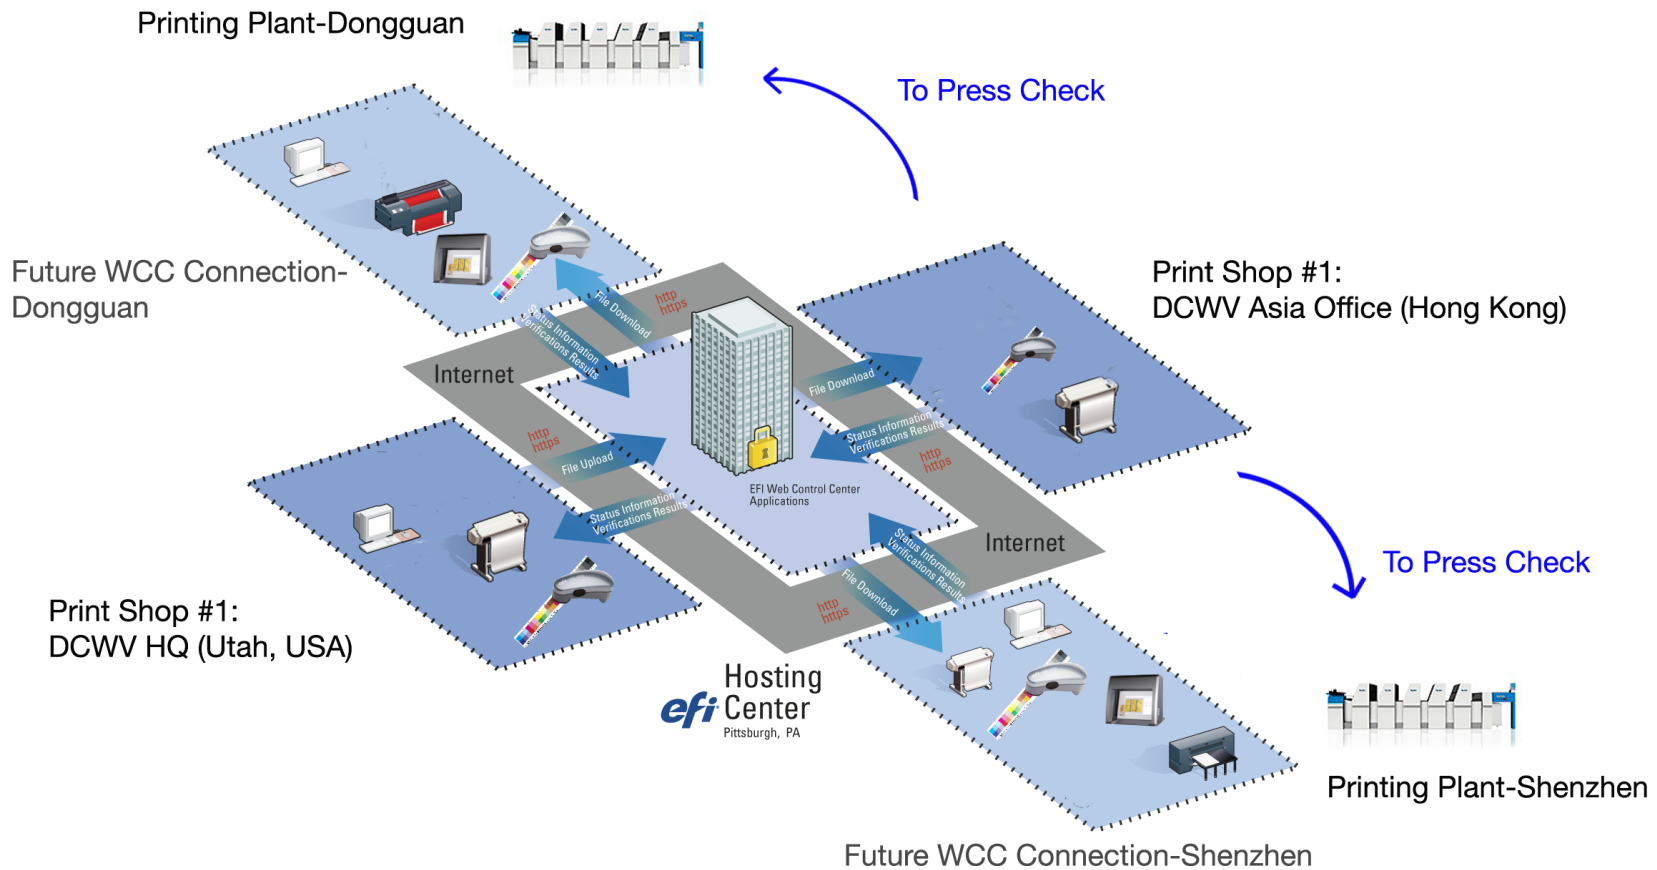 Printing Plant-Dongguan
To Press Check
Future WCC Connection-
Dongguan
Print Shop #1:
DCWV Asia Office (Hong Kong)
File Download
http
https
Status Information
Verifications Results
Internet
File Download
Status Information
Verifications Results
http
https
http
https
File Upload
EFI Web Control Center
Applications
Status Information
Verifications Results
Internet
Status Information
Verifications Results
File Download
http
https
To Press Check
Print Shop #1:
DCWV HQ (Utah, USA)
efi
Hosting
Center
Pittsburgh, PA
Printing Plant-Shenzhen
Future WCC Connection-Shenzhen